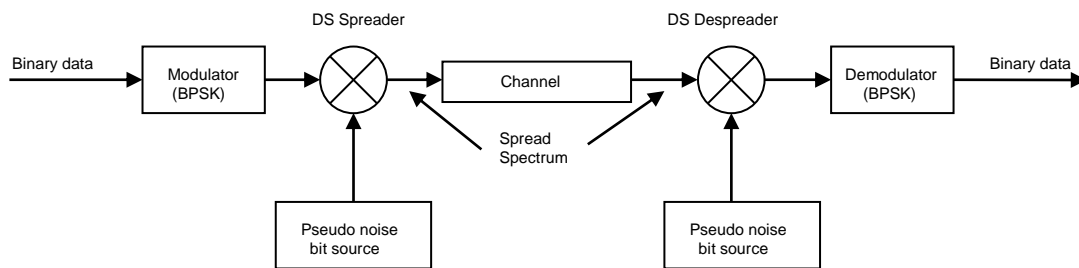 DS Spreader
DS Despreader
Binary data
Modulator
(BPSK)
Channel
Demodulator
(BPSK)
Binary data
Spread
Spectrum
Pseudo noise
bit source
Pseudo noise
bit source